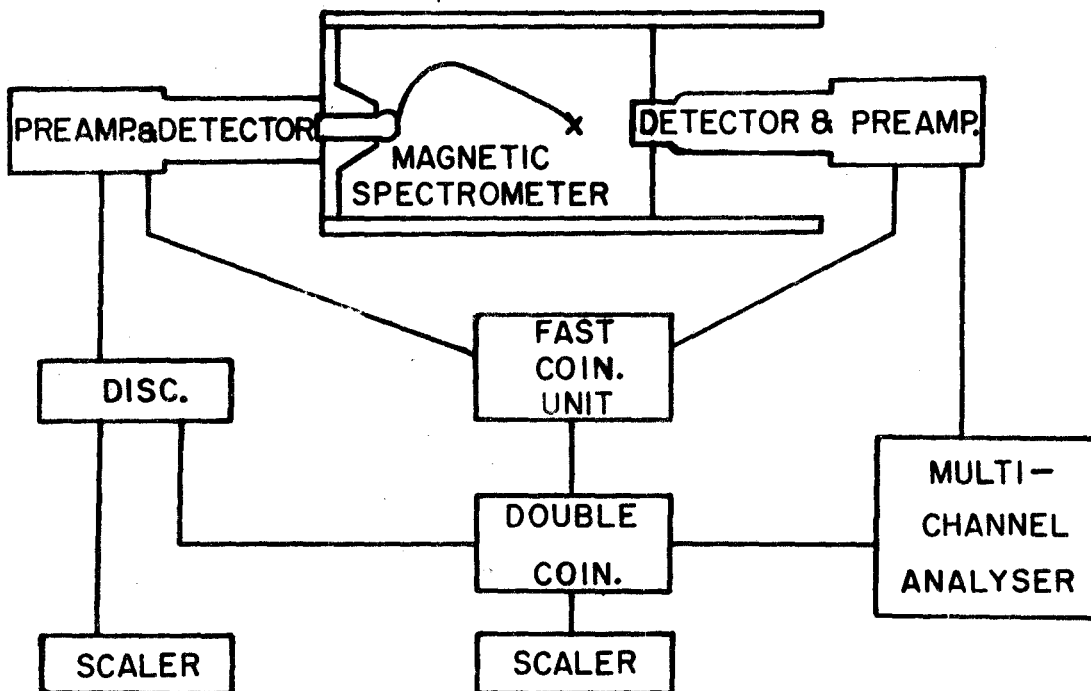 PREAMP.&DETECTOR
MAGNETIC
SPECTROMETER
DETECTOR & PREAMP.
FAST
COIN.
UNIT
DISC.
DOUBLE
COIN.
MULTI-
CHANNEL
ANALYSER
SCALER
SCALER